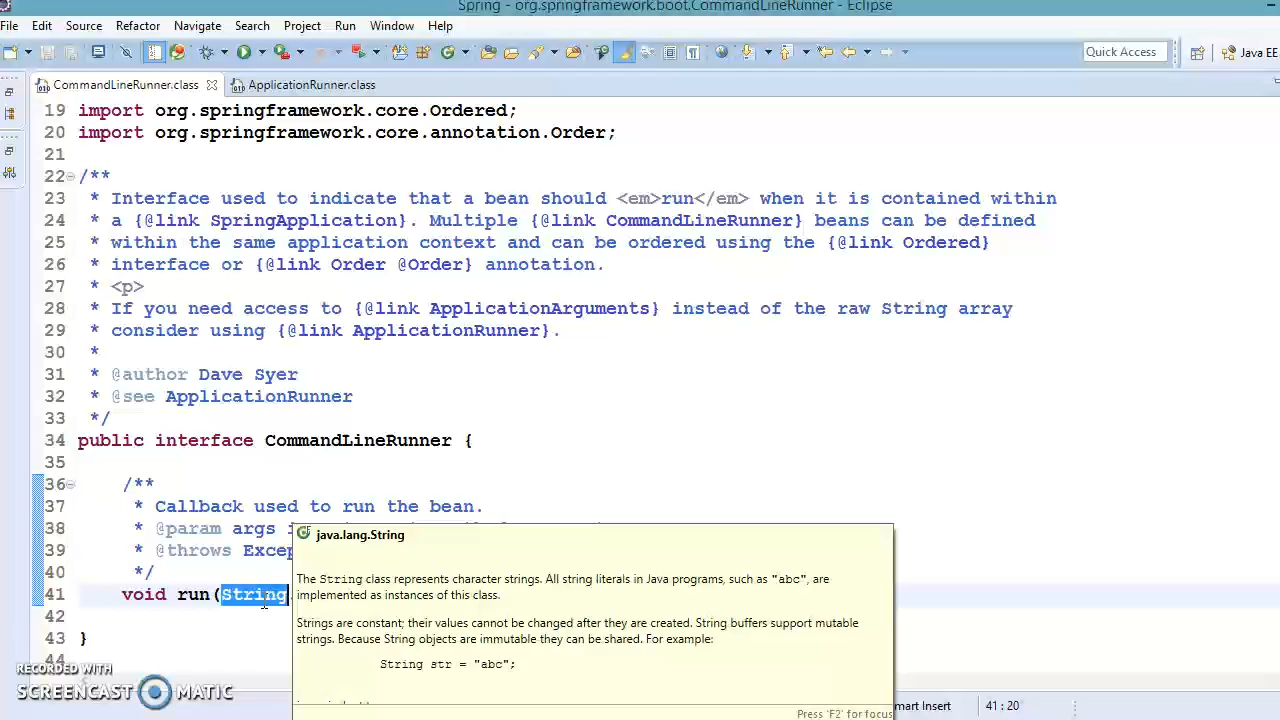 Spring - org.springframework.boot.CommandLineRunner - Eclipse
File Edit Source Refactor Navigate Search Project Run Window Help
Quick Access Java EE
CommandLineRunner.class ApplicationRunner.class
19 import org.springframework.core.Ordered;
20 import org.springframework.core.annotation.Order;
21
22 /**
23 * Interface used to indicate that a bean should <em>run</em> when it is contained within
24 * a {@link SpringApplication}. Multiple {@link CommandLineRunner} beans can be defined
25 * within the same application context and can be ordered using the {@link Ordered}
26 * interface or {@link Order @Order} annotation.
27 * <p>
28 * If you need access to {@link ApplicationArguments} instead of the raw String array
29 * consider using {@link ApplicationRunner}.
30 *
31 * @author Dave Syer
32 * @see ApplicationRunner
33 */
34 public interface CommandLineRunner {
35
36 /**
37 * Callback used to run the bean.
38 * @param args
39 * @throws Excep
40 */
41 void run(String
42
43 }
44
java.lang.String
The String class represents character strings. All string literals in Java programs, such as "abc", are
implemented as instances of this class.
Strings are constant; their values cannot be changed after they are created. String buffers support mutable
strings. Because String objects are immutable they can be shared. For example:
String str = "abc";
Press 'F2' for focus
RECORDED WITH
SCREENCAST MATIC
mart Insert 41 : 20